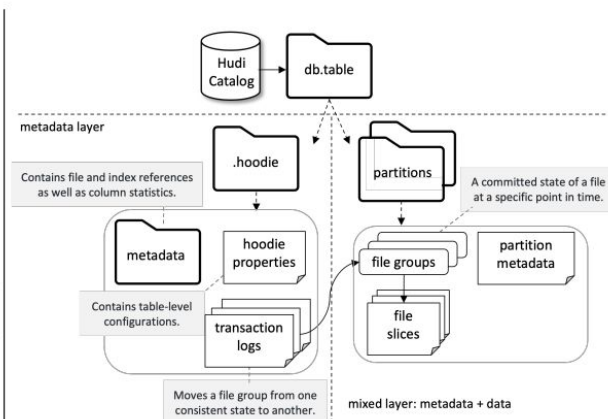 Hudi
Catalog
db.table
metadata layer
.hoodie
partitions
Contains file and index references
as well as column statistics.
A committed state of a file
at a specific point in time.
metadata
hoodie
properties
file groups
partition
metadata
Contains table-level
configurations.
transaction
logs
file
slices
Moves a file group from one
consistent state to another.
mixed layer: metadata + data